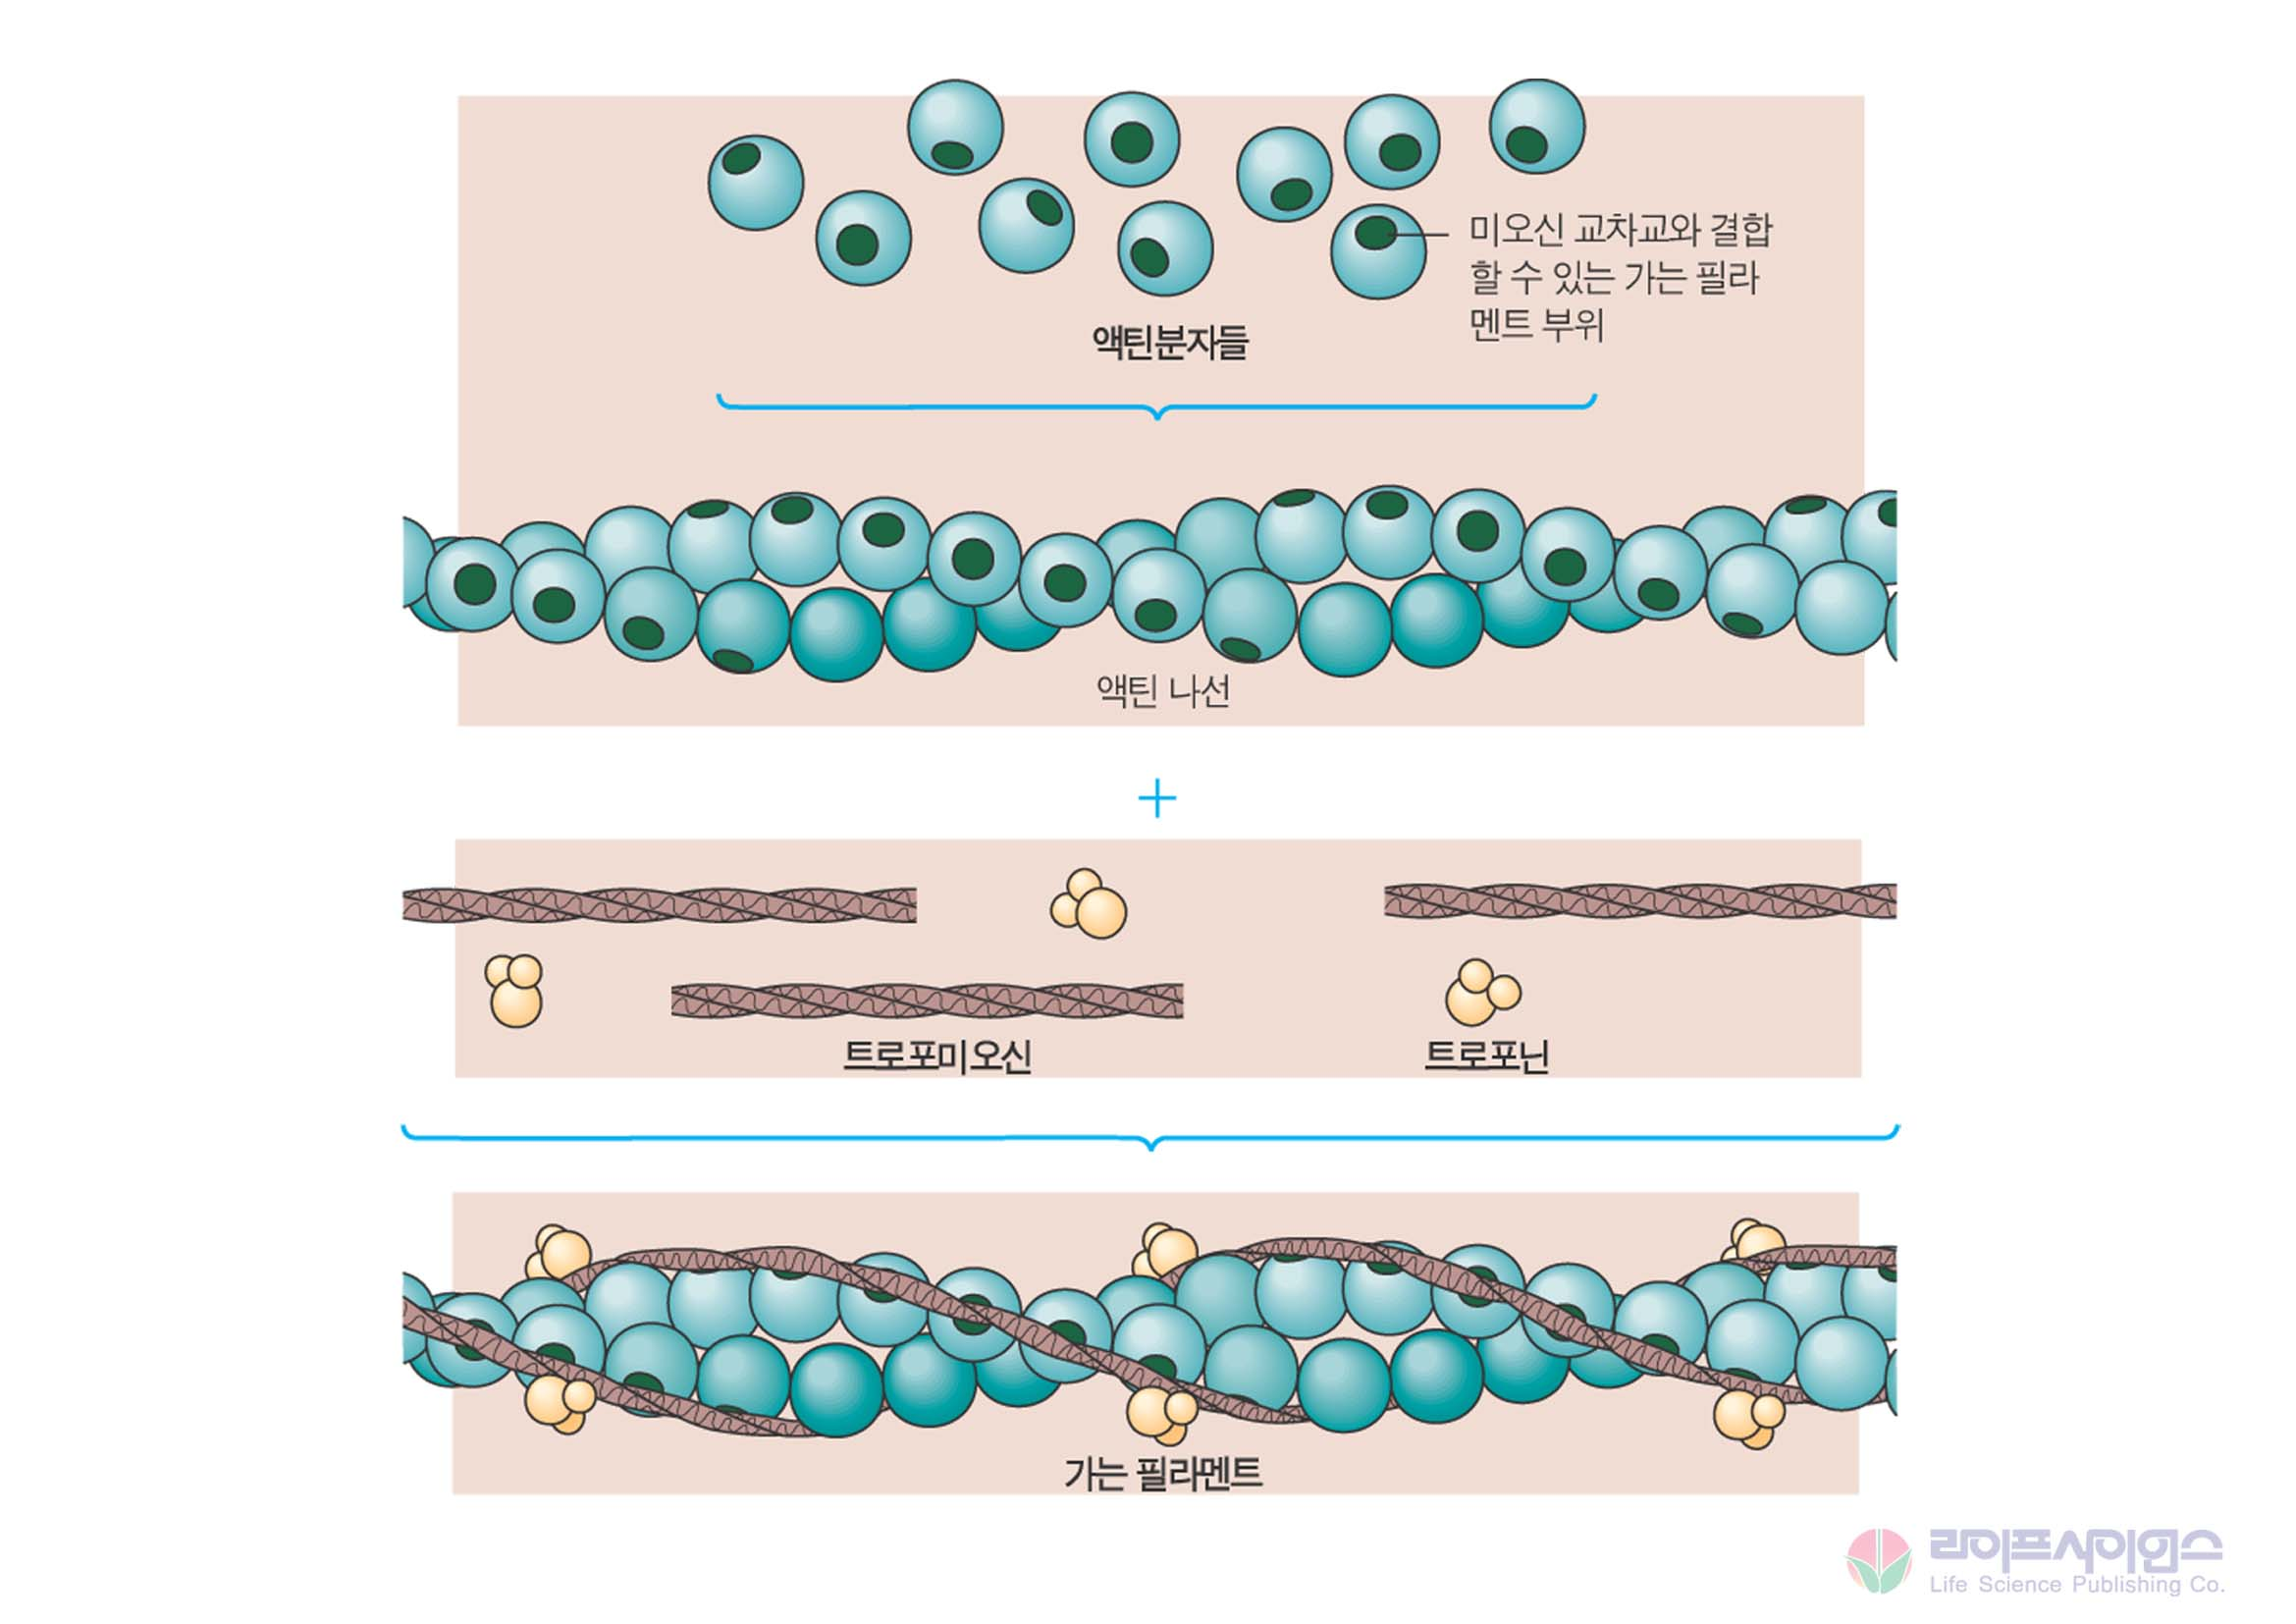 미오신 교차교와 결합
할 수 있는 가는 필라
멘트 부위
액틴분자들
액틴 나선
트로포미오신
트로포닌
가는 필라멘트
라이프사이언스
Life Science Publishing Co.